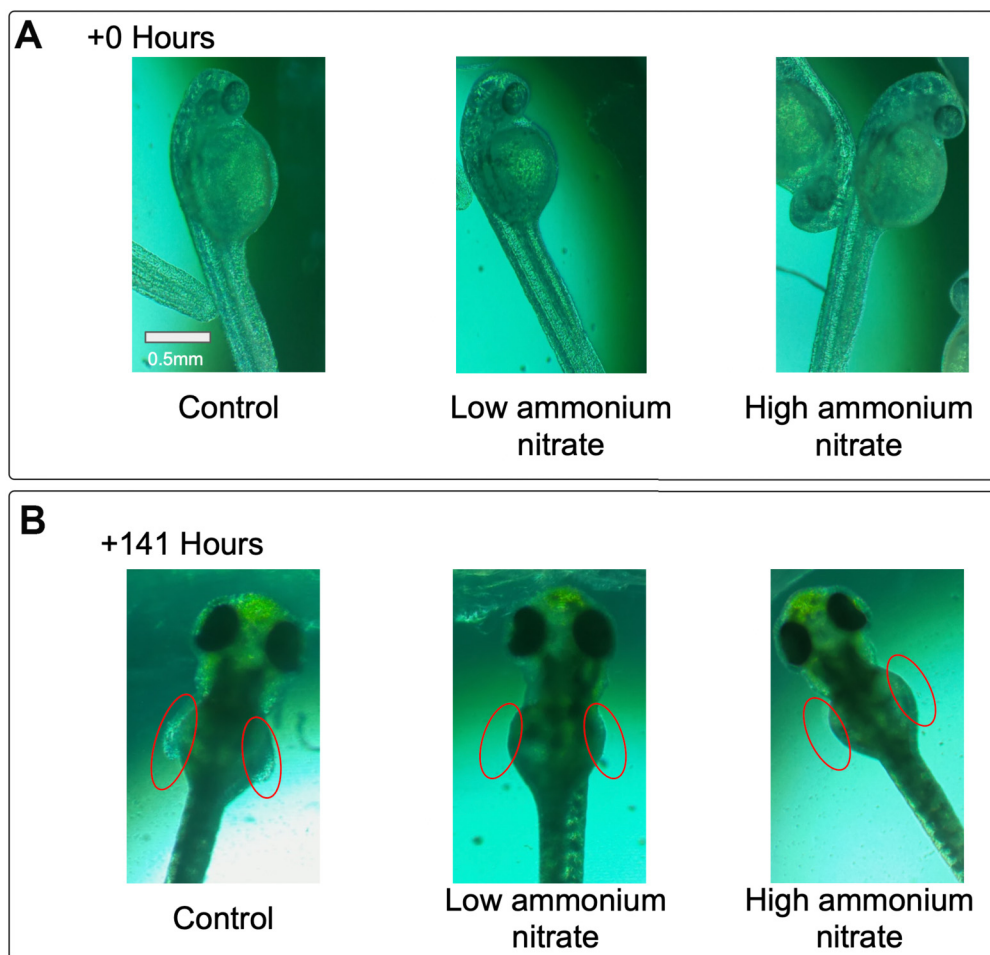 A
+0 Hours
0.5mm
Control
Low ammonium
nitrate
High ammonium
nitrate
B
+141 Hours
Control
Low ammonium
nitrate
High ammonium
nitrate